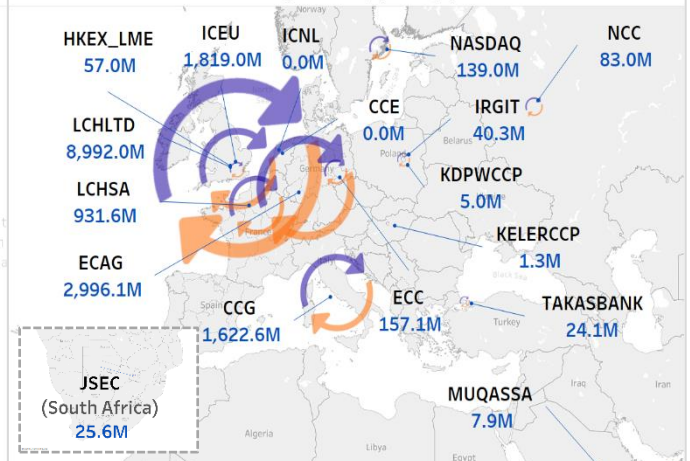 Norway
HKEX_LME
57.0M
ICEU
1,819.0M
ICNL
0.0M
NASDAQ
139.0M
NCC
83.0M
LCHLTD
8,992.0M
CCE
0.0M
IRGIT
40.3M
Belarus
Poland
Germany
LCHSA
931.6M
KDPWCCP
5.0M
France
KELERCCP
1.3M
ECAG
2,996.1M
Italy
Black Sea
Spain
CCG
1,622.6M
ECC
157.1M
TAKASBANK
24.1M
Turkey
JSEC
(South Africa)
25.6M
MUQASSA
7.9M
Iraq
Iran
Algeria
Libya
Egypt